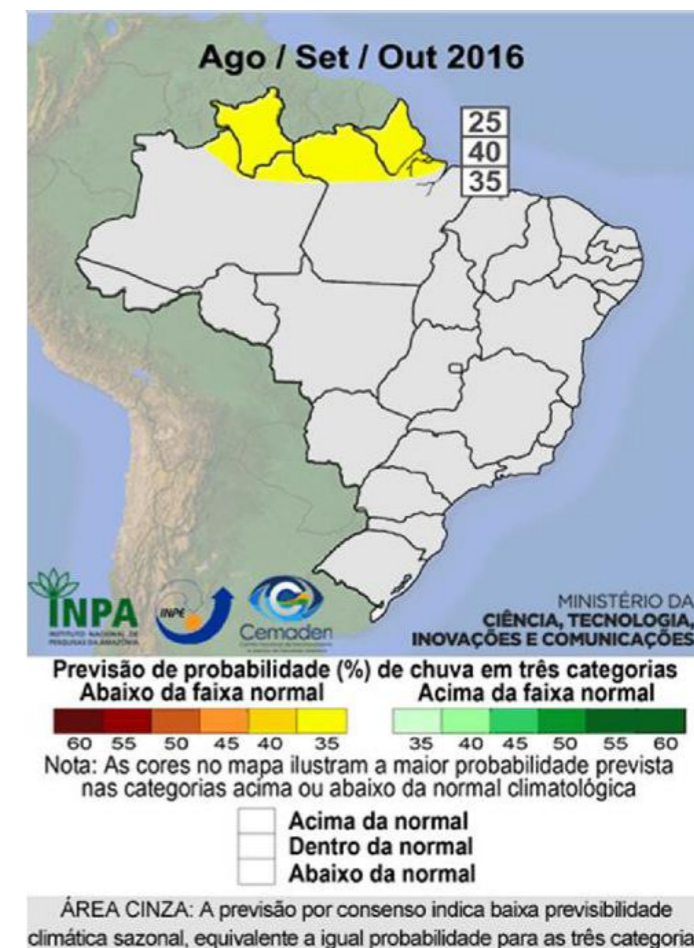 Ago / Set / Out 2016
25
40
35
INPA
INSTITUTO NACIONAL DE
PESQUISAS DA AMAZÔNIA
INPE
Cemaden
MINISTÉRIO DA
CIÊNCIA, TECNOLOGIA,
INOVAÇÕES E COMUNICAÇÕES
Previsão de probabilidade (%) de chuva em três categorias
Abaixo da faixa normal Acima da faixa normal
60 55 50 45 40 35 35 40 45 50 55 60
Nota: As cores no mapa ilustram a maior probabilidade prevista
nas categorias acima ou abaixo da normal climatológica
Acima da normal
Dentro da normal
Abaixo da normal
ÁREA CINZA: A previsão por consenso indica baixa previsibilidade
climática sazonal, equivalente a igual probabilidade para as três categoria